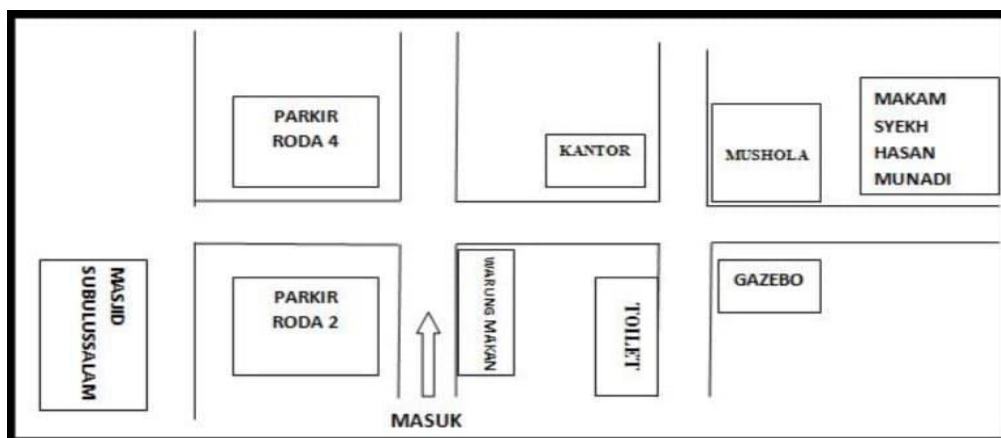 PARKIR
RODA 4
KANTOR
MUSHOLA
MAKAM
SYEKH
HASAN
MUNADI
MASJID
SUBULUSSALAM
PARKIR
RODA 2
WARUNG MAKAN
TOILET
GAZEBO
MASUK